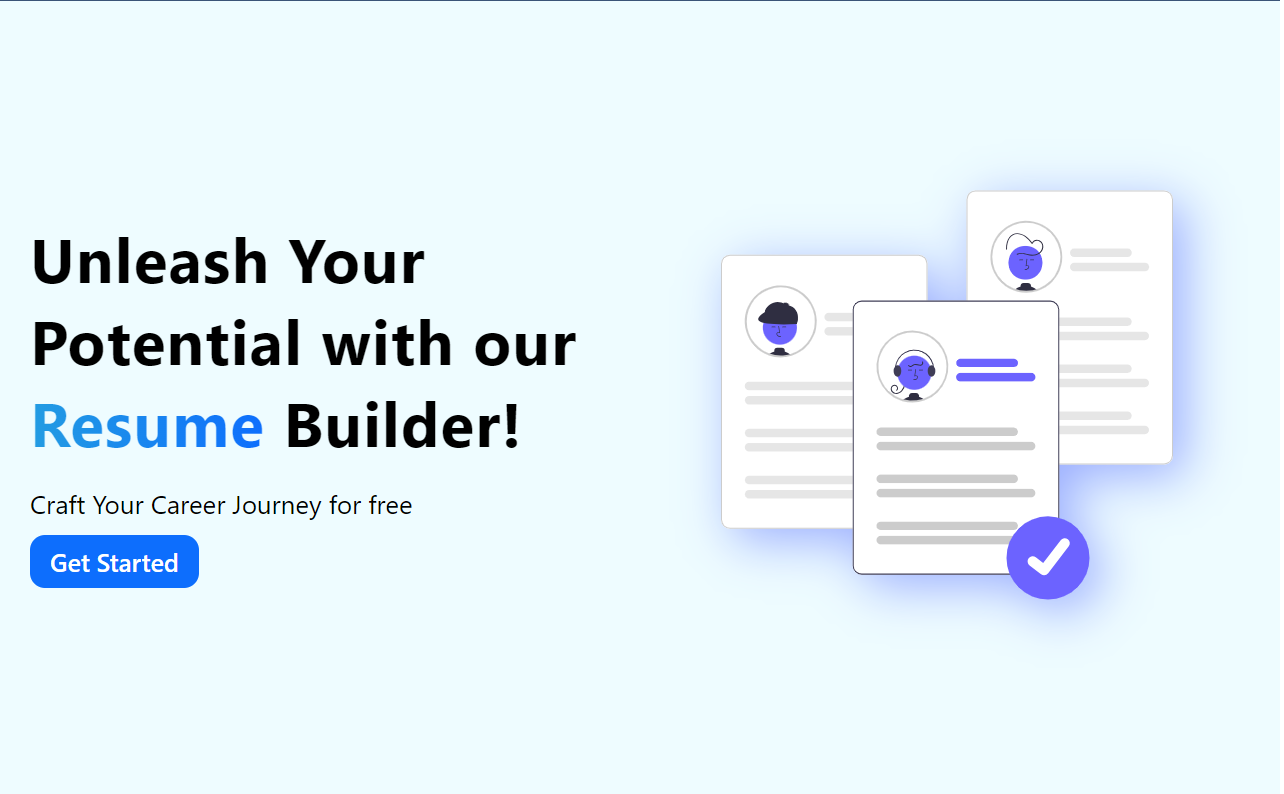 Unleash Your
Potential with our
Resume Builder!
Craft Your Career Journey for free
Get Started